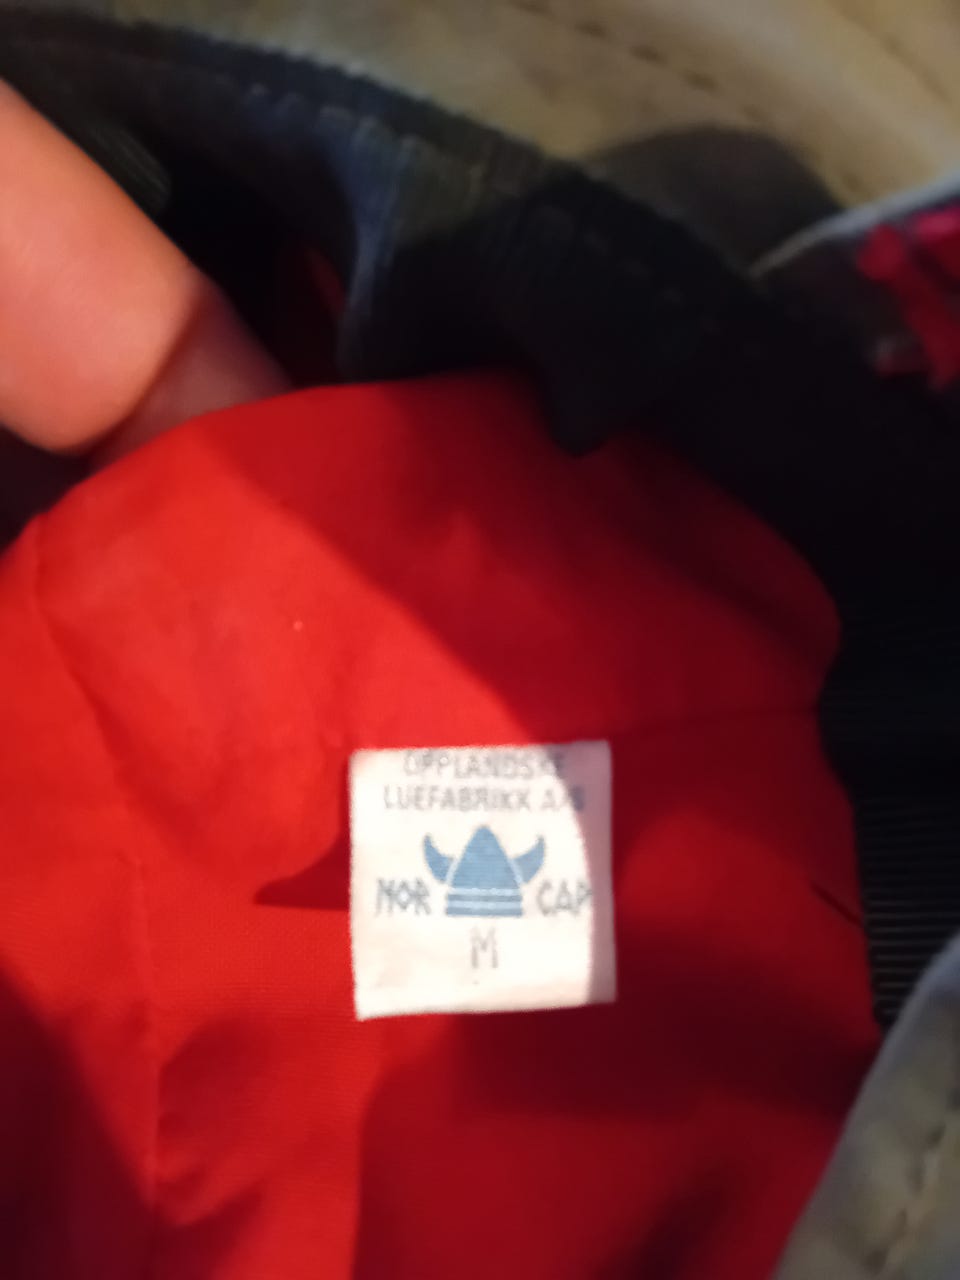 OPPLANDSKE
LUEFABRIKK A/S
NOR CAP
M